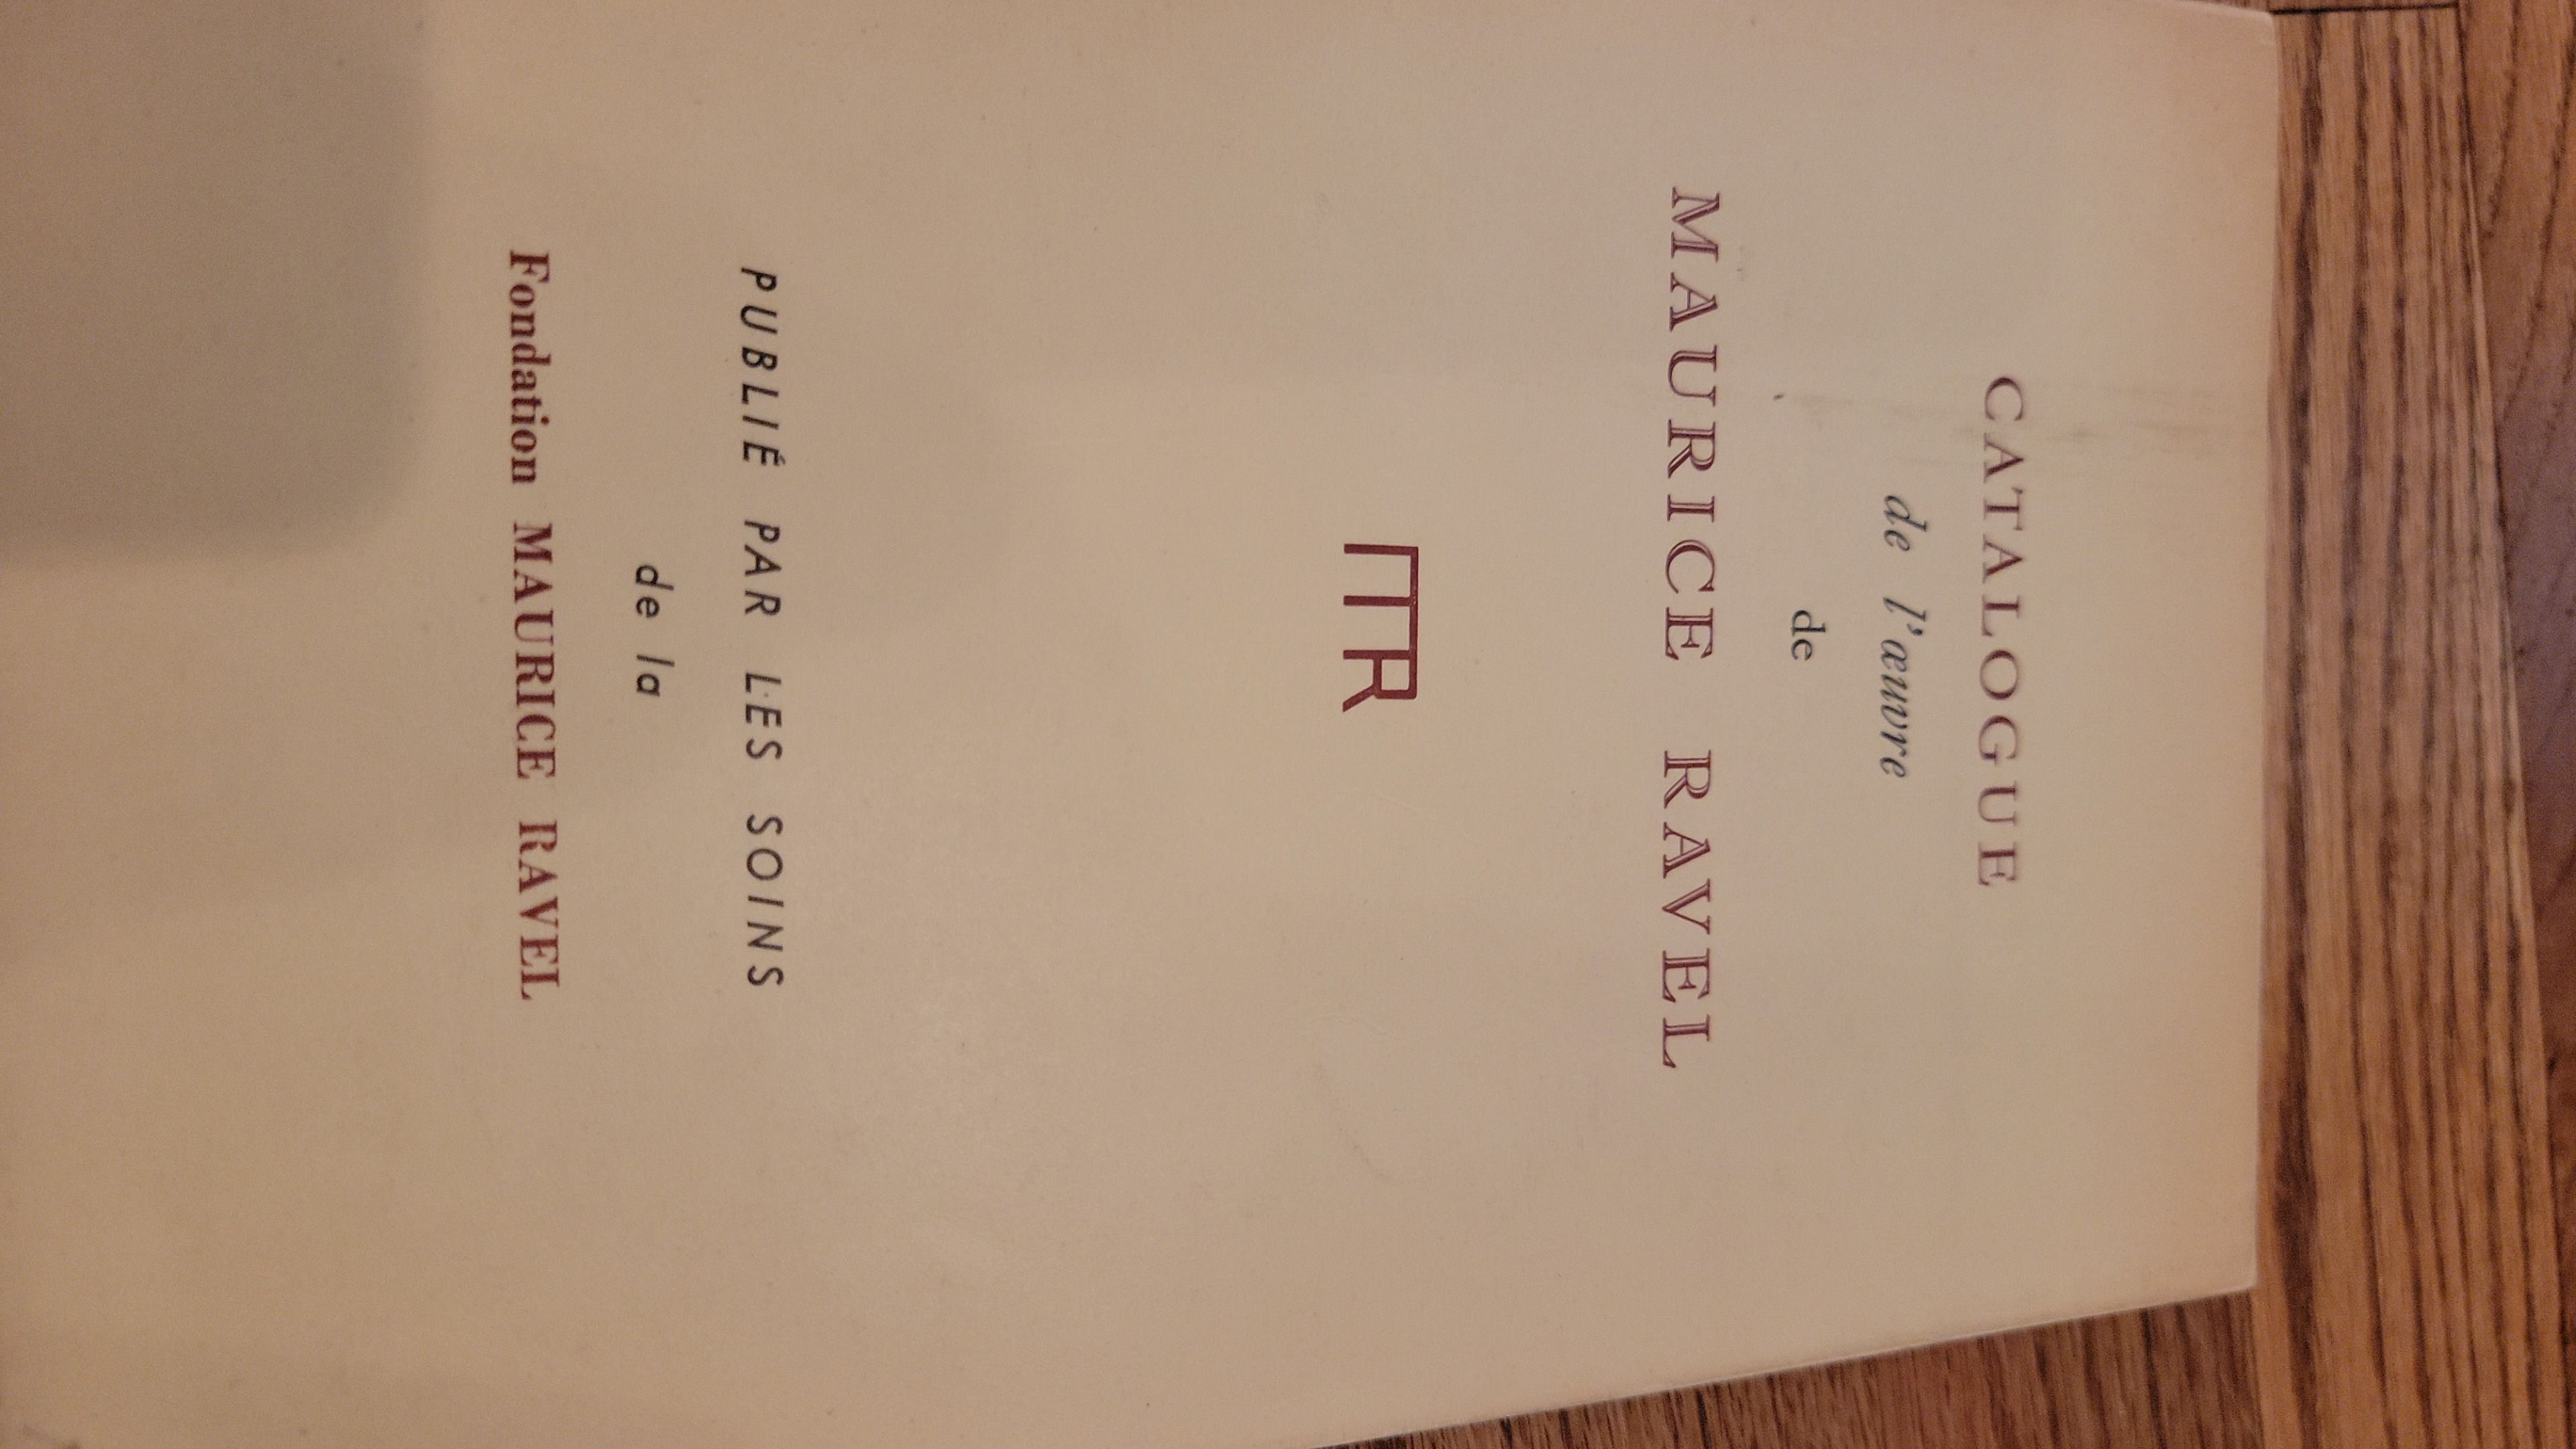 CATALOGUE
de l'œuvre
de
MAURICE RAVEL
MR
PUBLIÉ PAR LES SOINS
de la
Fondation MAURICE RAVEL